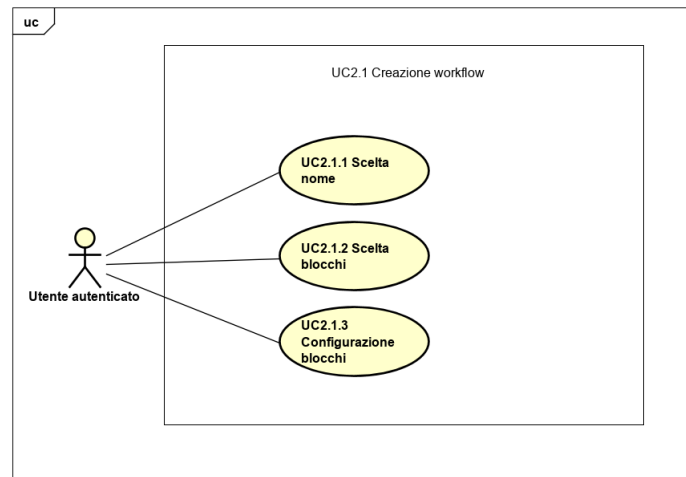 uc
UC2.1 Creazione workflow
UC2.1.1 Scelta
nome
UC2.1.2 Scelta
blocchi
Utente autenticato
UC2.1.3
Configurazione
blocchi